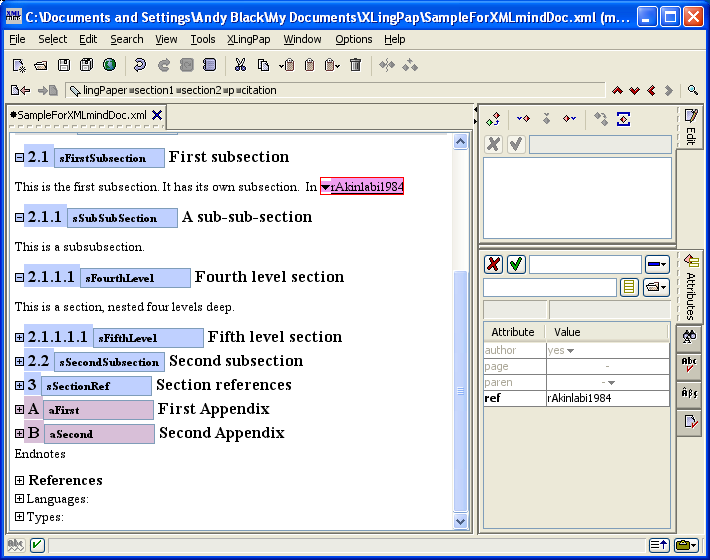 C:\Documents and Settings\Andy Black\My Documents\XLingPap\SampleForXMLmindDoc.xml (m...
File Select Edit Search View Tools XLingPap Window Options Help
lingPaper section1 section2 p citation
*SampleForXMLmindDoc.xml
Edit
2.1 sFirstSubsection First subsection
This is the first subsection. It has its own subsection. In rAkinlabi1984
2.1.1 sSubSubSection A sub-sub-section
This is a subsubsection.
2.1.1.1 sFourthLevel Fourth level section
This is a section, nested four levels deep.
2.1.1.1.1 sFifthLevel Fifth level section
2.2 sSecondSubsection Second subsection
3 sSectionRef Section references
A aFirst First Appendix
B aSecond Second Appendix
Endnotes
References
Languages:
Types:
Attributes
Attribute Value
author yes
page -
paren -
ref rAkinlabi1984
Abc
Àβç
abc